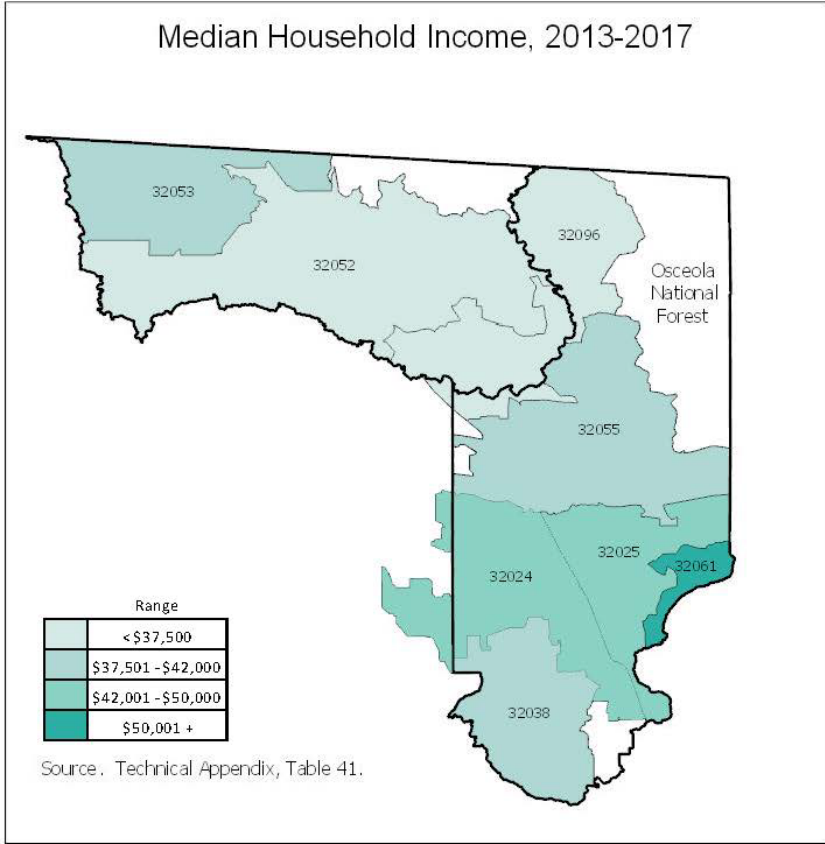 Median Household Income, 2013-2017
32053
32096
32052
Osceola
National
Forest
32055
32025
32061
32024
Range
<$37,500
$37,501 -$42,000
$42,001 -$50,000
$50,001 +
32038
Source. Technical Appendix, Table 41.